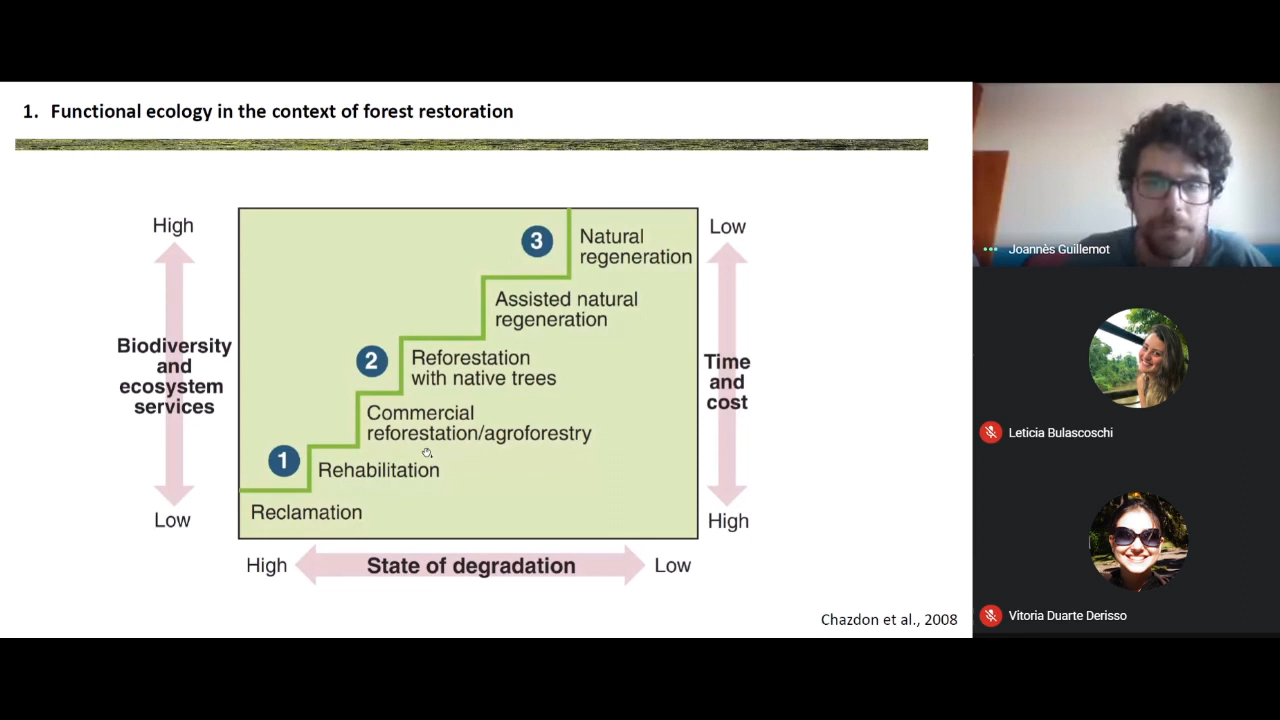 1. Functional ecology in the context of forest restoration
High
Biodiversity
and
ecosystem
services
Low
3
Natural
regeneration
Assisted natural
regeneration
2
Reforestation
with native trees
Commercial
reforestation/agroforestry
1
Rehabilitation
Reclamation
Low
Time
and
cost
High
High
State of degradation
Low
Chazdon et al., 2008
Joannès Guillemot
Leticia Bulascoschi
Vitoria Duarte Derisso